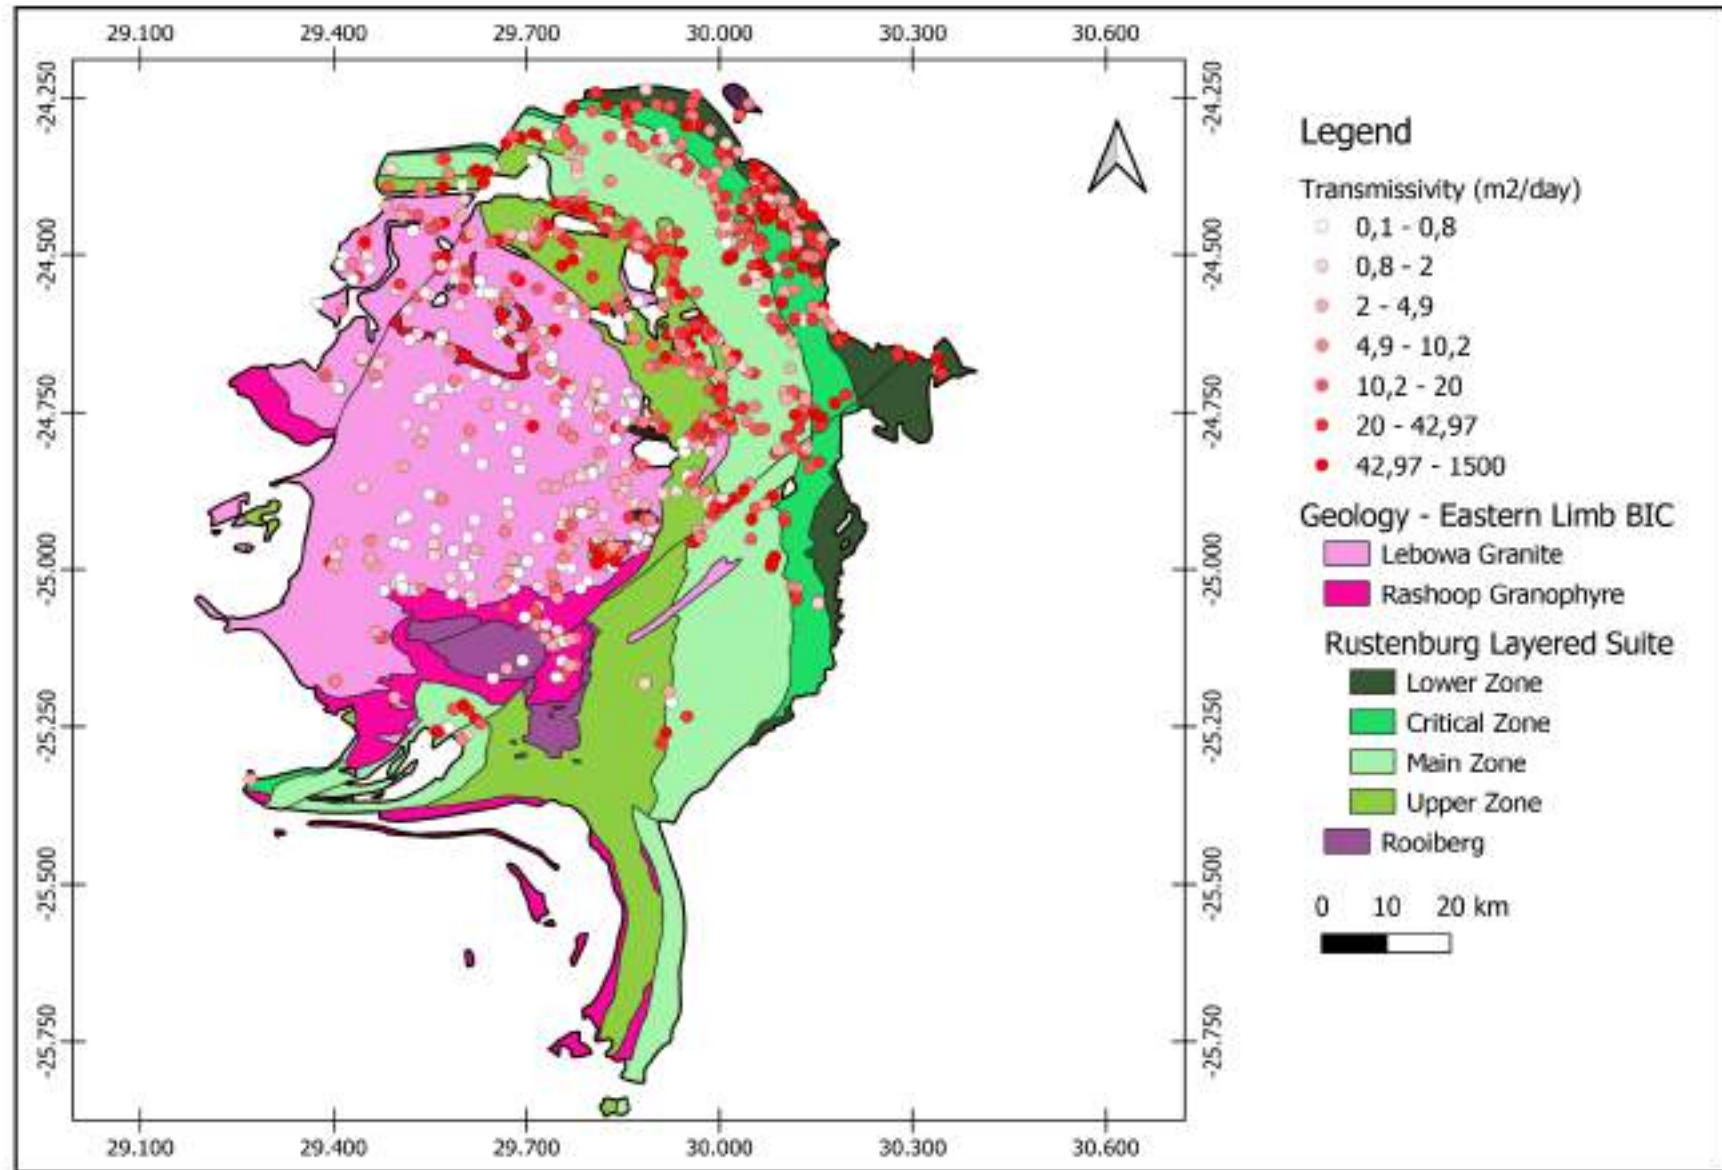 29.100 29.400 29.700 30.000 30.300 30.600
-24.250 -24.250
-24.500 -24.500
-24.750 -24.750
-25.000 -25.000
-25.250 -25.250
-25.500 -25.500
-25.750 -25.750
29.100 29.400 29.700 30.000 30.300 30.600
Legend
Transmissivity (m2/day)
0,1 - 0,8
0,8 - 2
2 - 4,9
4,9 - 10,2
10,2 - 20
20 - 42,97
42,97 - 1500
Geology - Eastern Limb BIC
Lebowa Granite
Rashoop Granophyre
Rustenburg Layered Suite
Lower Zone
Critical Zone
Main Zone
Upper Zone
Rooiberg
0 10 20 km